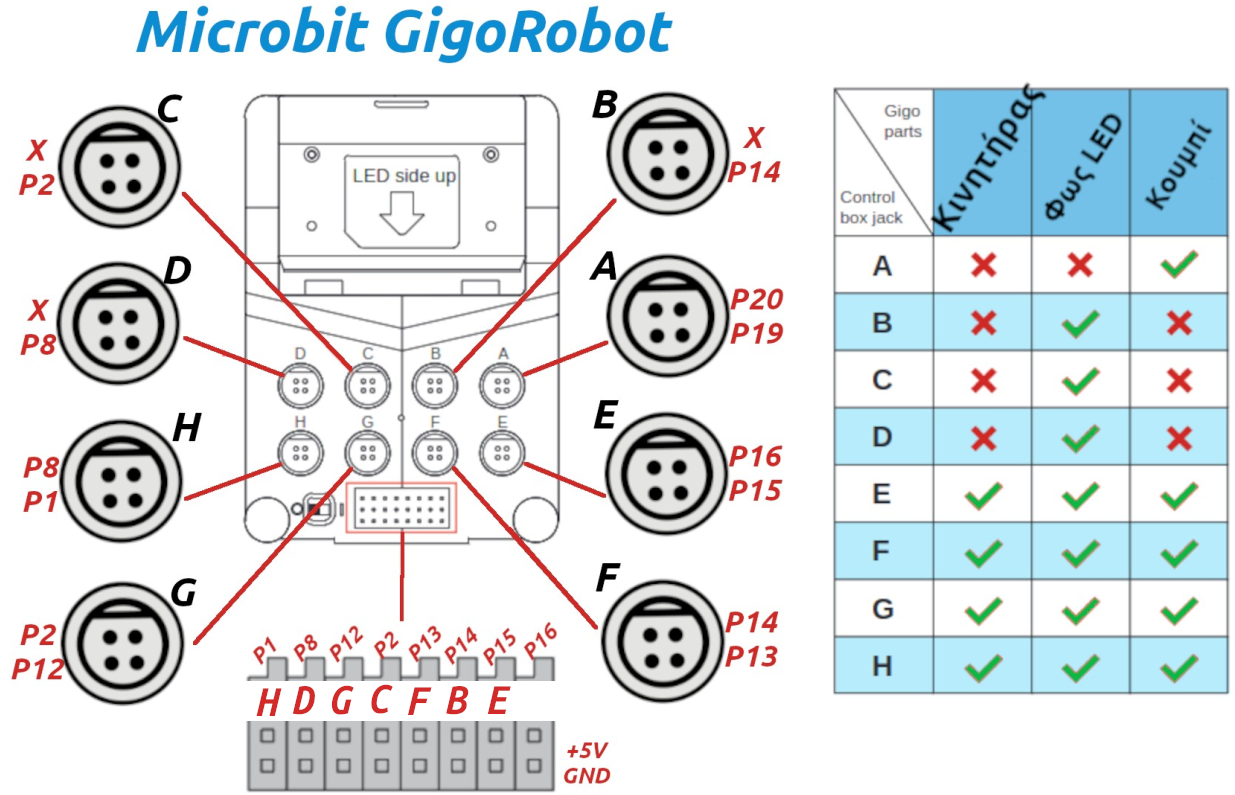 Microbit GigoRobot
C
X
P2
D
X
P8
H
P8
P1
G
P2
P12
LED side up
D C B A
H G F E
B
X
P14
A
P20
P19
E
P16
P15
F
P14
P13
P1 P8 P12 P2 P13 P14 P15 P16
H D G C F B E
+5V
GND
Gigo
parts
Control
box jack
Κινητήρας
Φως LED
Κουμπί
A
B
C
D
E
F
G
H